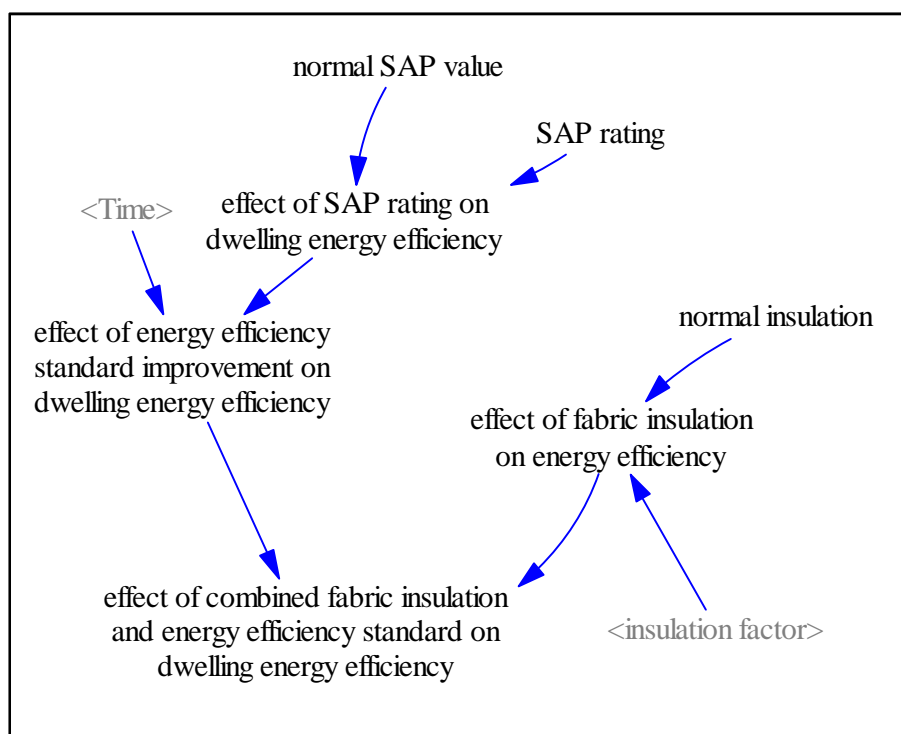 normal SAP value
SAP rating
<Time>
effect of SAP rating on
dwelling energy efficiency
effect of energy efficiency
standard improvement on
dwelling energy efficiency
normal insulation
effect of fabric insulation
on energy efficiency
effect of combined fabric insulation
and energy efficiency standard on
dwelling energy efficiency
<insulation factor>